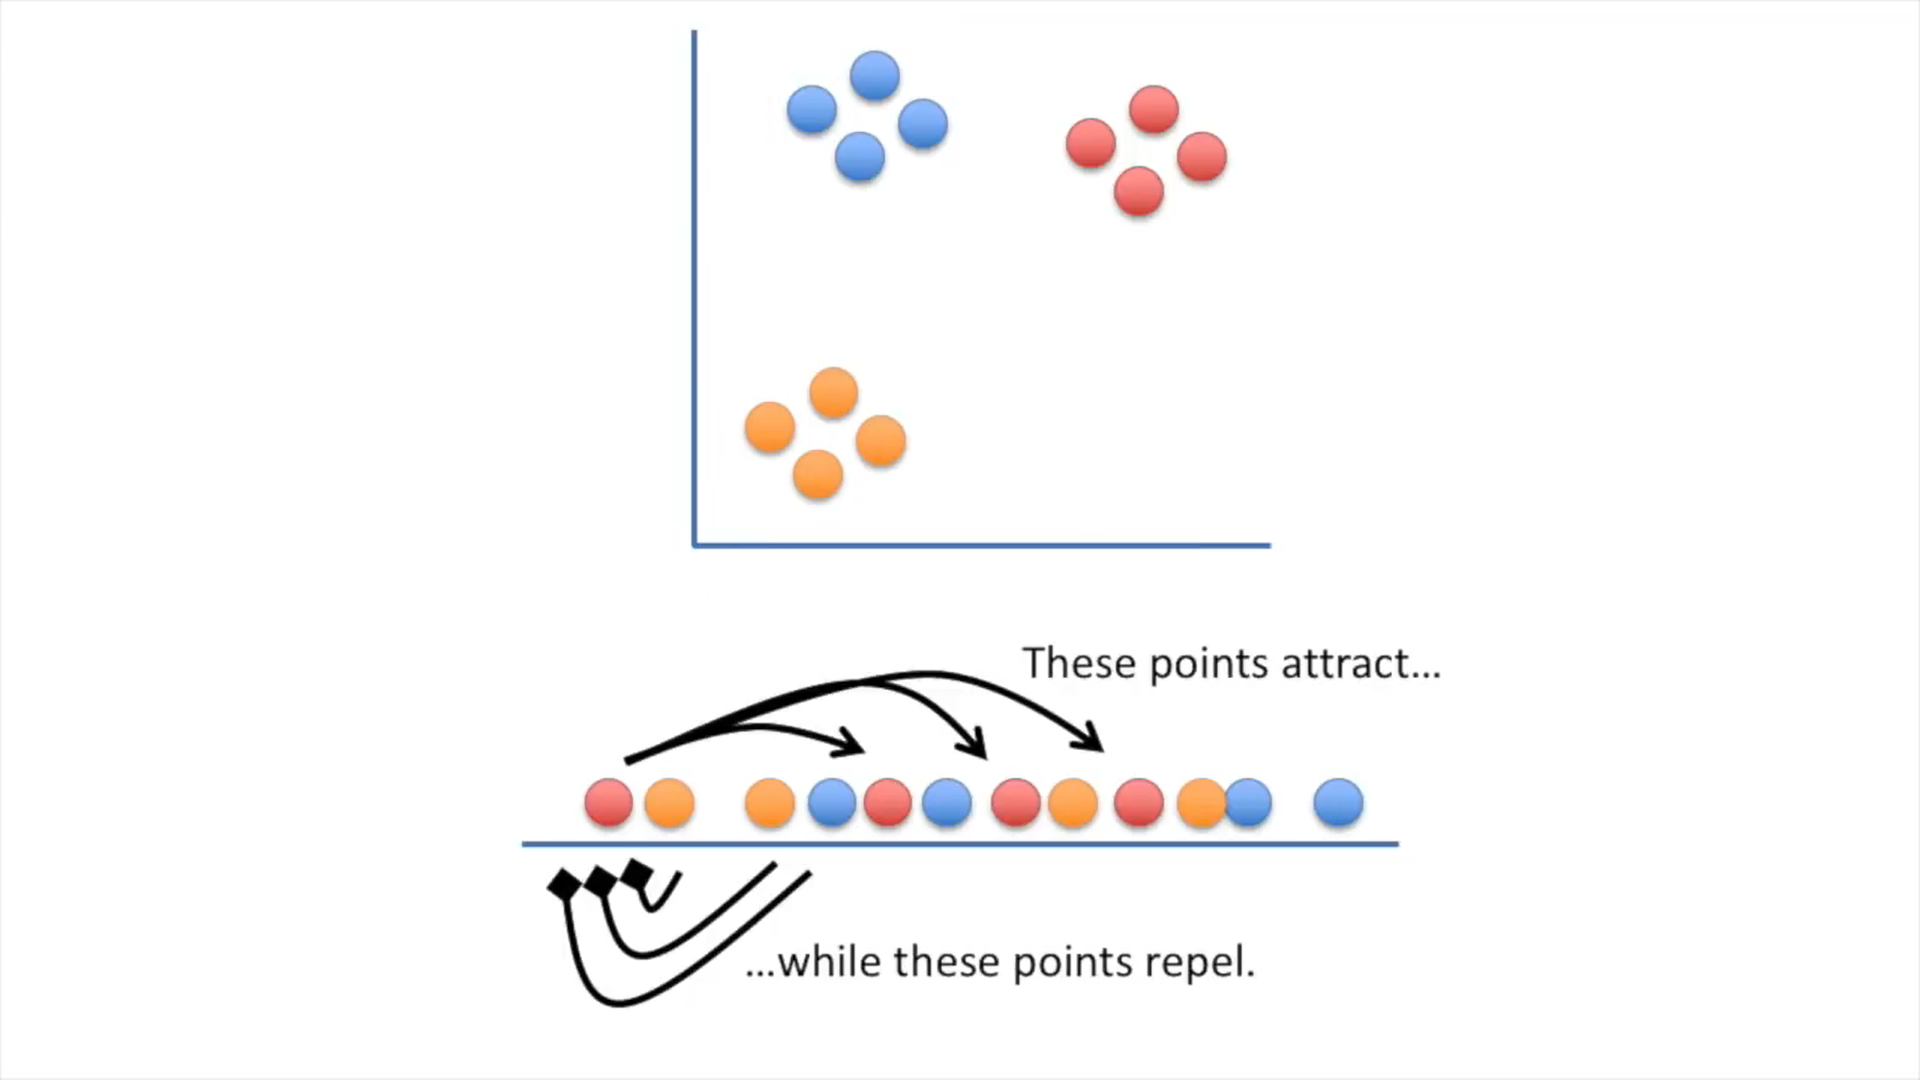 These points attract...
...while these points repel.